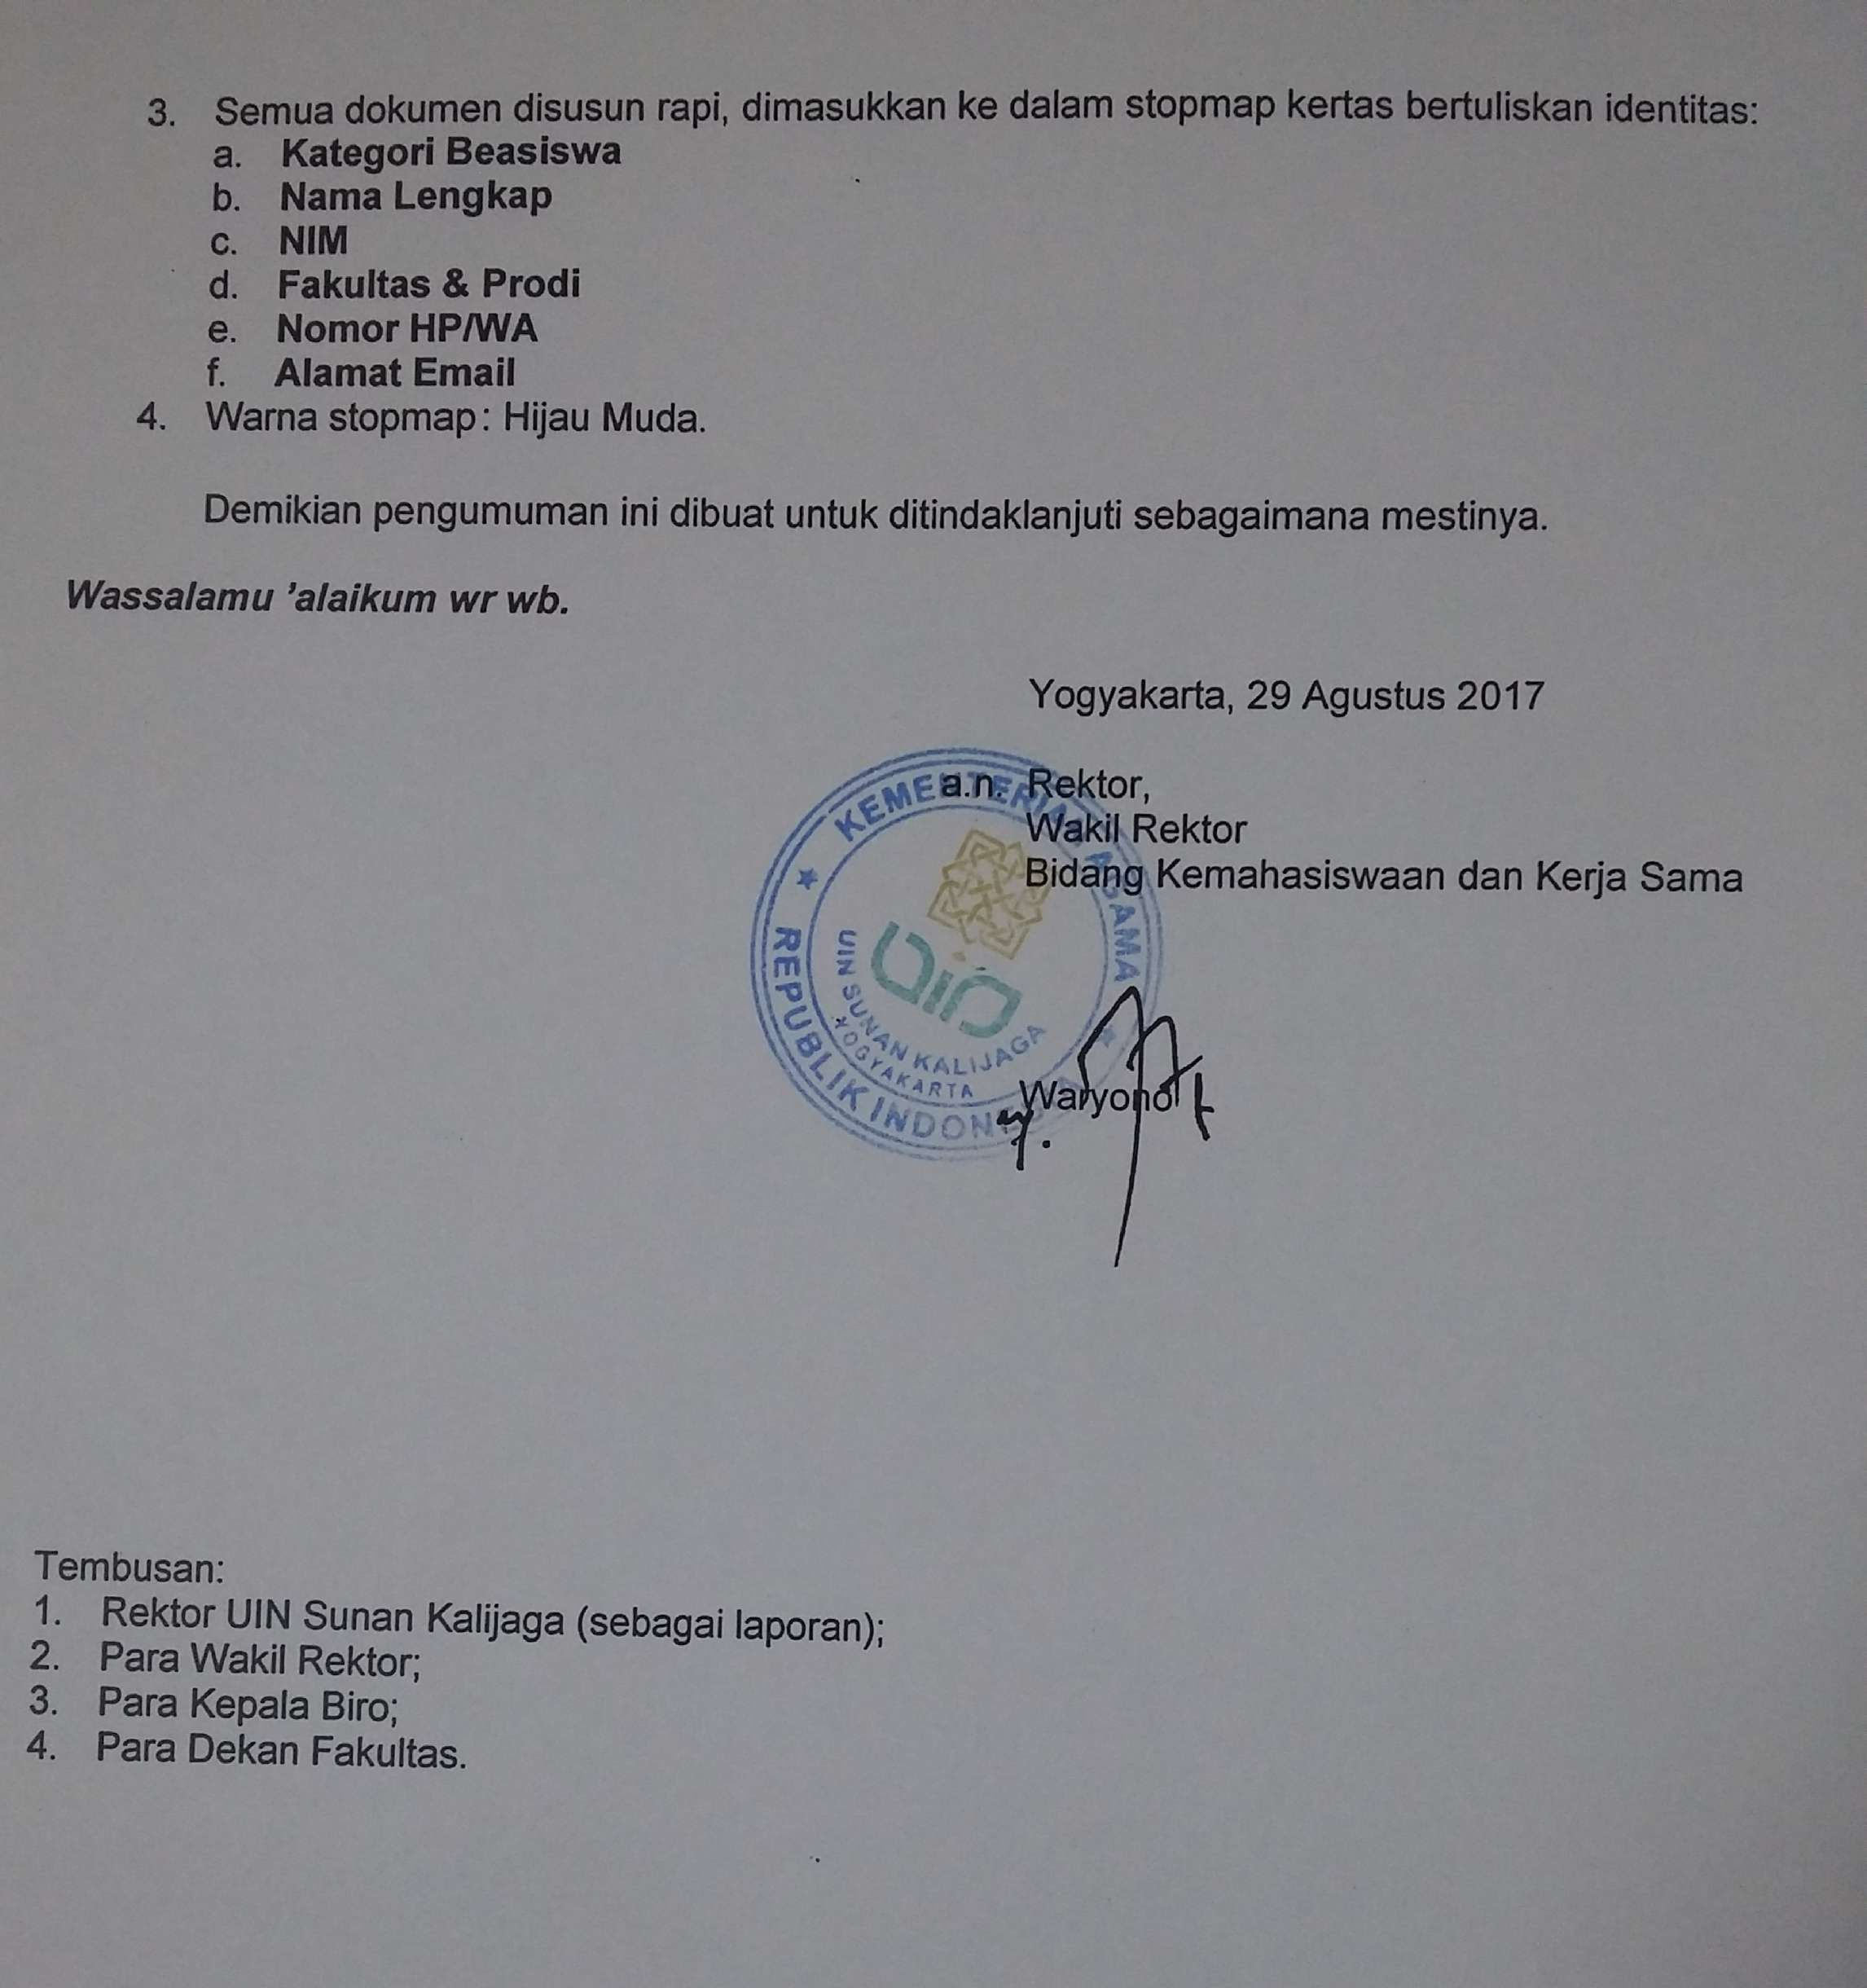 3. Semua dokumen disusun rapi, dimasukkan ke dalam stopmap kertas bertuliskan identitas:
a. Kategori Beasiswa
b. Nama Lengkap
c. NIM
d. Fakultas & Prodi
e. Nomor HP/WA
f. Alamat Email
4. Warna stopmap: Hijau Muda.
Demikian pengumuman ini dibuat untuk ditindaklanjuti sebagaimana mestinya.
Wassalamu 'alaikum wr wb.
Yogyakarta, 29 Agustus 2017
a.n. Rektor,
Wakil Rektor
Bidang Kemahasiswaan dan Kerja Sama
KEMENTERIAN AGAMA
REPUBLIK INDONESIA
UIN
UIN SUNAN KALIJAGA
YOGYAKARTA
Waryono
Tembusan:
1. Rektor UIN Sunan Kalijaga (sebagai laporan);
2. Para Wakil Rektor;
3. Para Kepala Biro;
4. Para Dekan Fakultas.